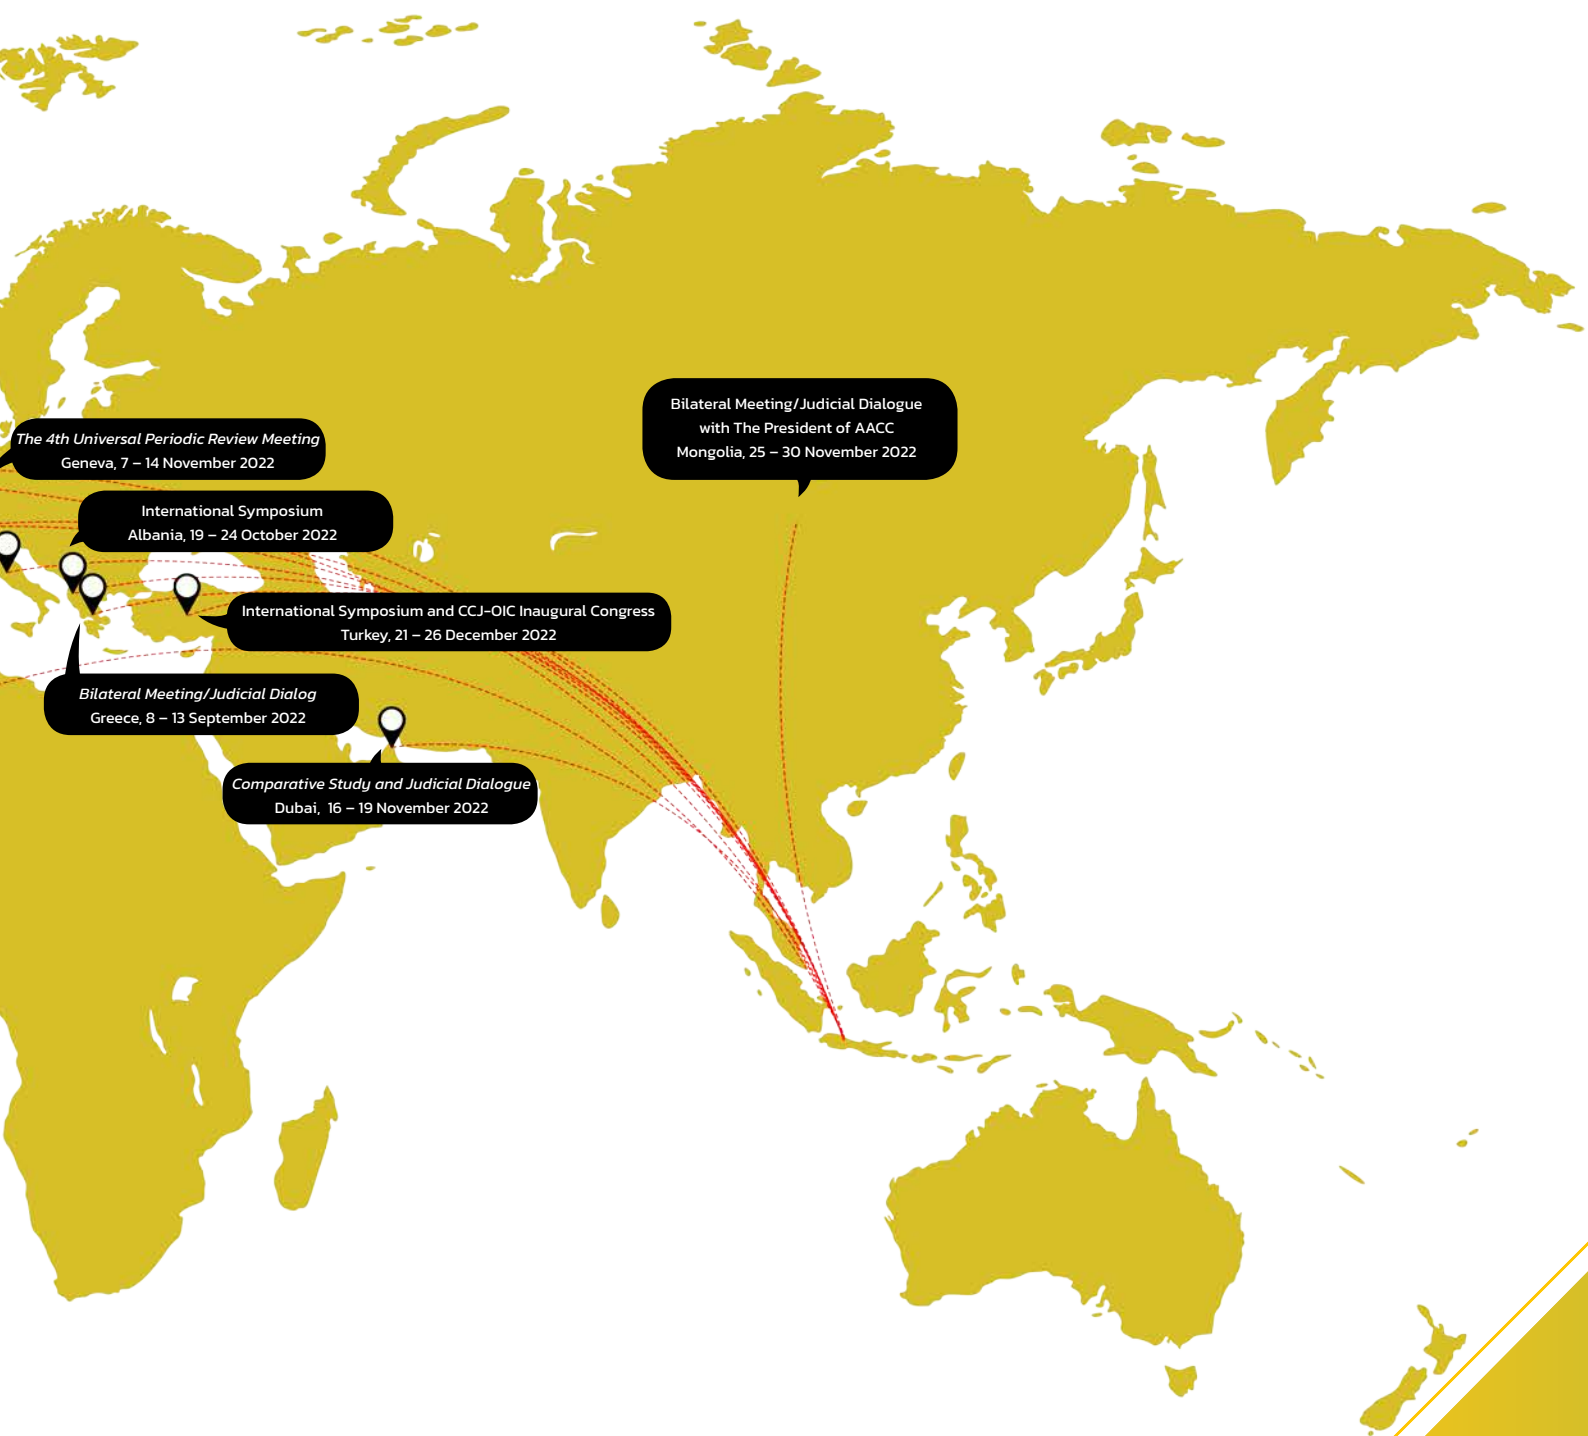 Bilateral Meeting/Judicial Dialogue
with The President of AACC
Mongolia, 25 – 30 November 2022
The 4th Universal Periodic Review Meeting
Geneva, 7 – 14 November 2022
International Symposium
Albania, 19 – 24 October 2022
International Symposium and CCJ-OIC Inaugural Congress
Turkey, 21 – 26 December 2022
Bilateral Meeting/Judicial Dialog
Greece, 8 – 13 September 2022
Comparative Study and Judicial Dialogue
Dubai, 16 – 19 November 2022